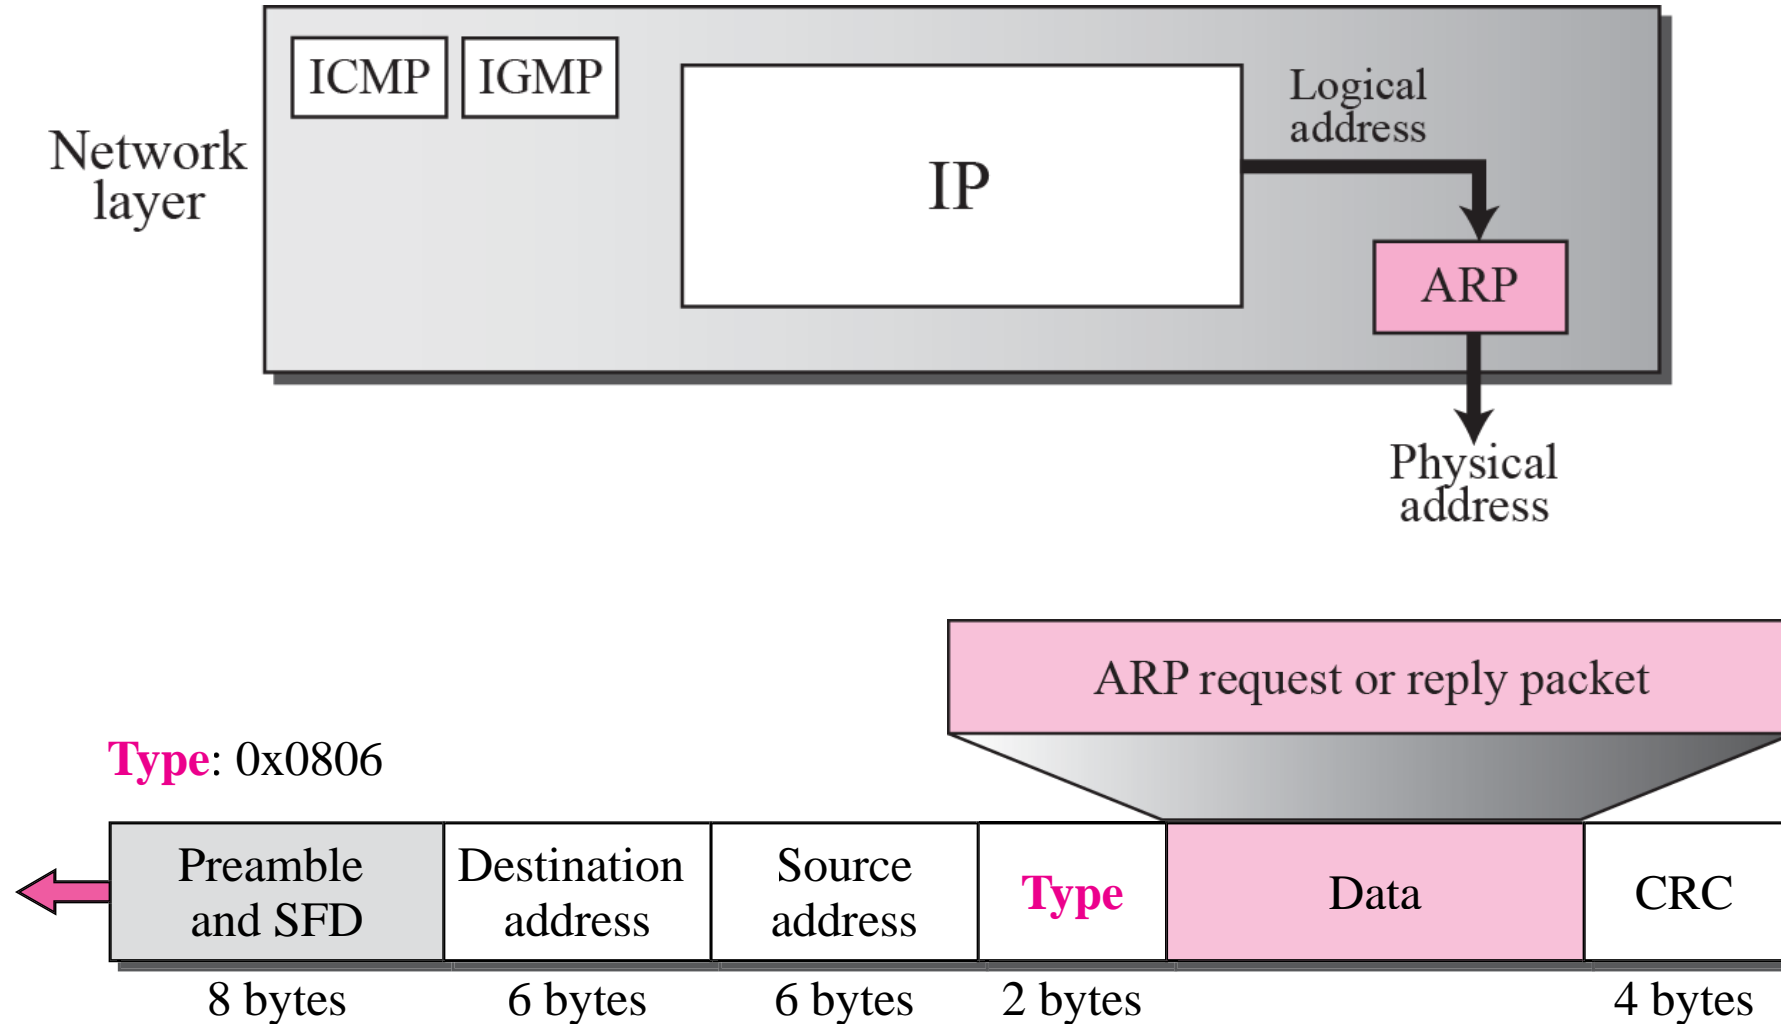 ICMP
IGMP
Network
layer
IP
Logical
address
ARP
Physical
address
ARP request or reply packet
Type: 0x0806
Preamble
and SFD
Destination
address
Source
address
Type
Data
CRC
8 bytes
6 bytes
6 bytes
2 bytes
4 bytes